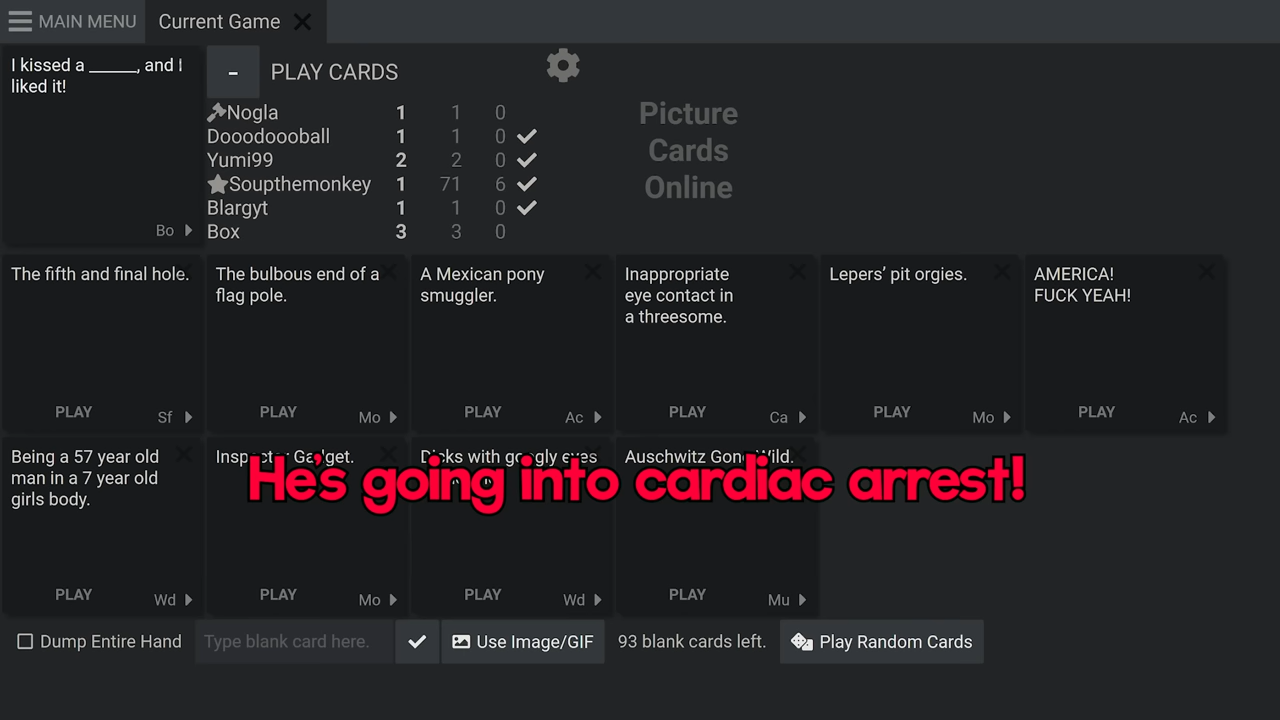 MAIN MENU
Current Game
I kissed a ______, and I
liked it!
Bo
-
PLAY CARDS
Nogla 1 1 0
Dooodoooball 1 1 0
Yumi99 2 2 0
Soupthemonkey 1 71 6
Blargyt 1 1 0
Box 3 3 0
Picture
Cards
Online
The fifth and final hole.
PLAY
Sf
The bulbous end of a
flag pole.
PLAY
Mo
A Mexican pony
smuggler.
PLAY
Ac
Inappropriate
eye contact in
a threesome.
PLAY
Ca
Lepers’ pit orgies.
PLAY
Mo
AMERICA!
FUCK YEAH!
PLAY
Ac
Being a 57 year old
man in a 7 year old
girls body.
PLAY
Wd
Inspector Gadget.
PLAY
Mo
Dicks with googly eyes
PLAY
Wd
Auschwitz Gone Wild.
PLAY
Mu
He's going into cardiac arrest!
Dump Entire Hand
Type blank card here.
Use Image/GIF
93 blank cards left.
Play Random Cards